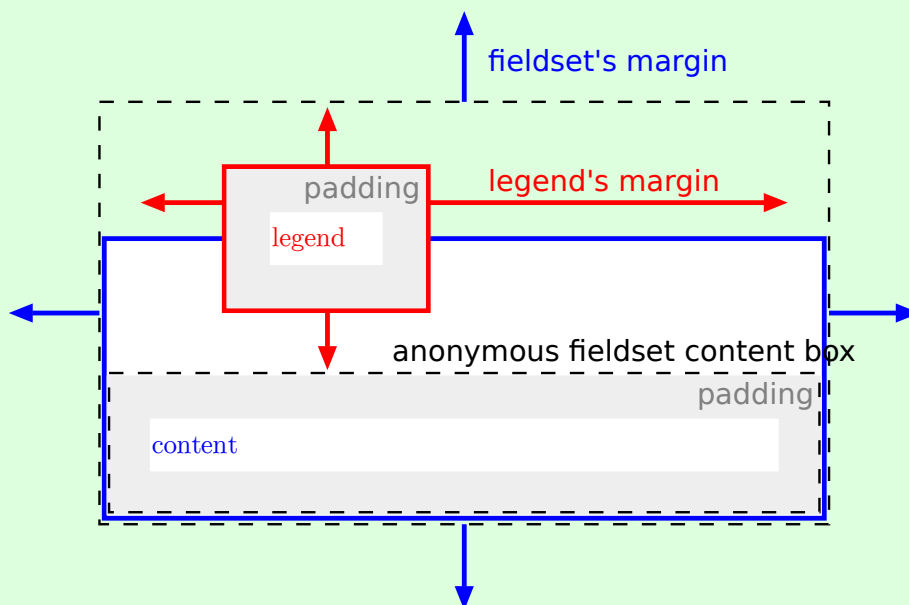 fieldset's margin
legend's margin
padding
legend
anonymous fieldset content box
padding
content